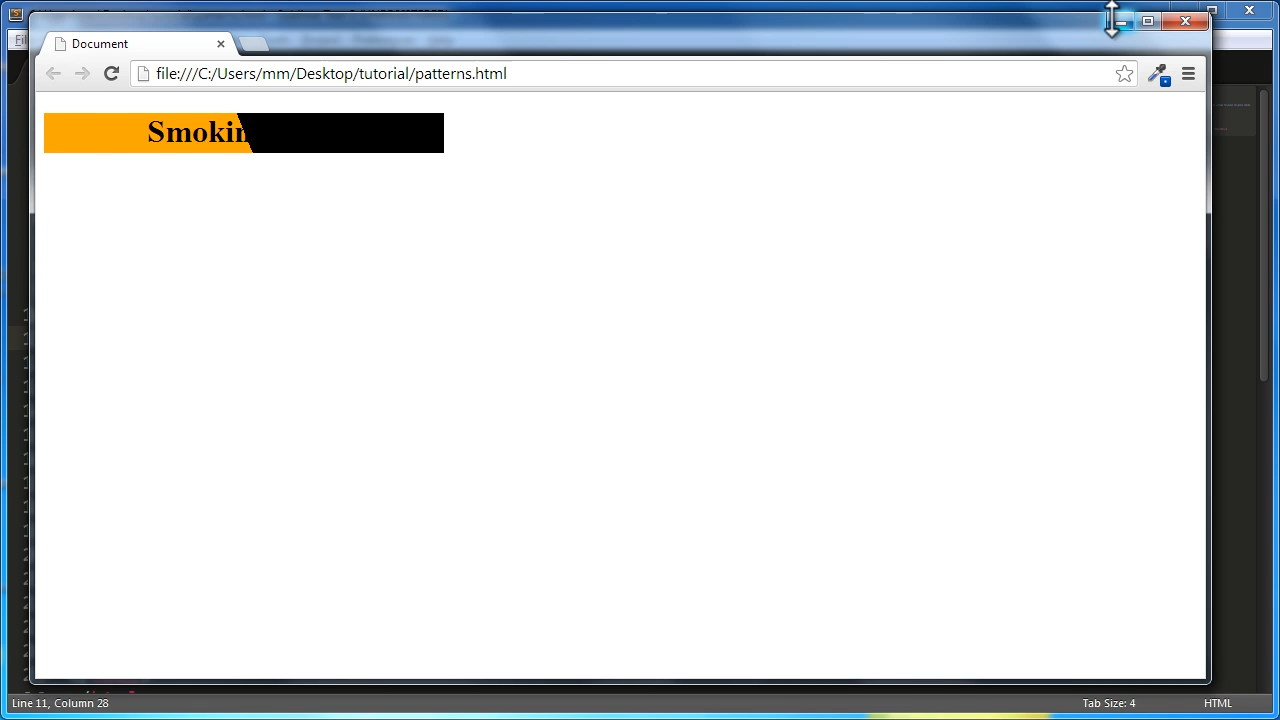 Document
file:///C:/Users/mm/Desktop/tutorial/patterns.html
Smokin
Line 11, Column 28
Tab Size: 4
HTML